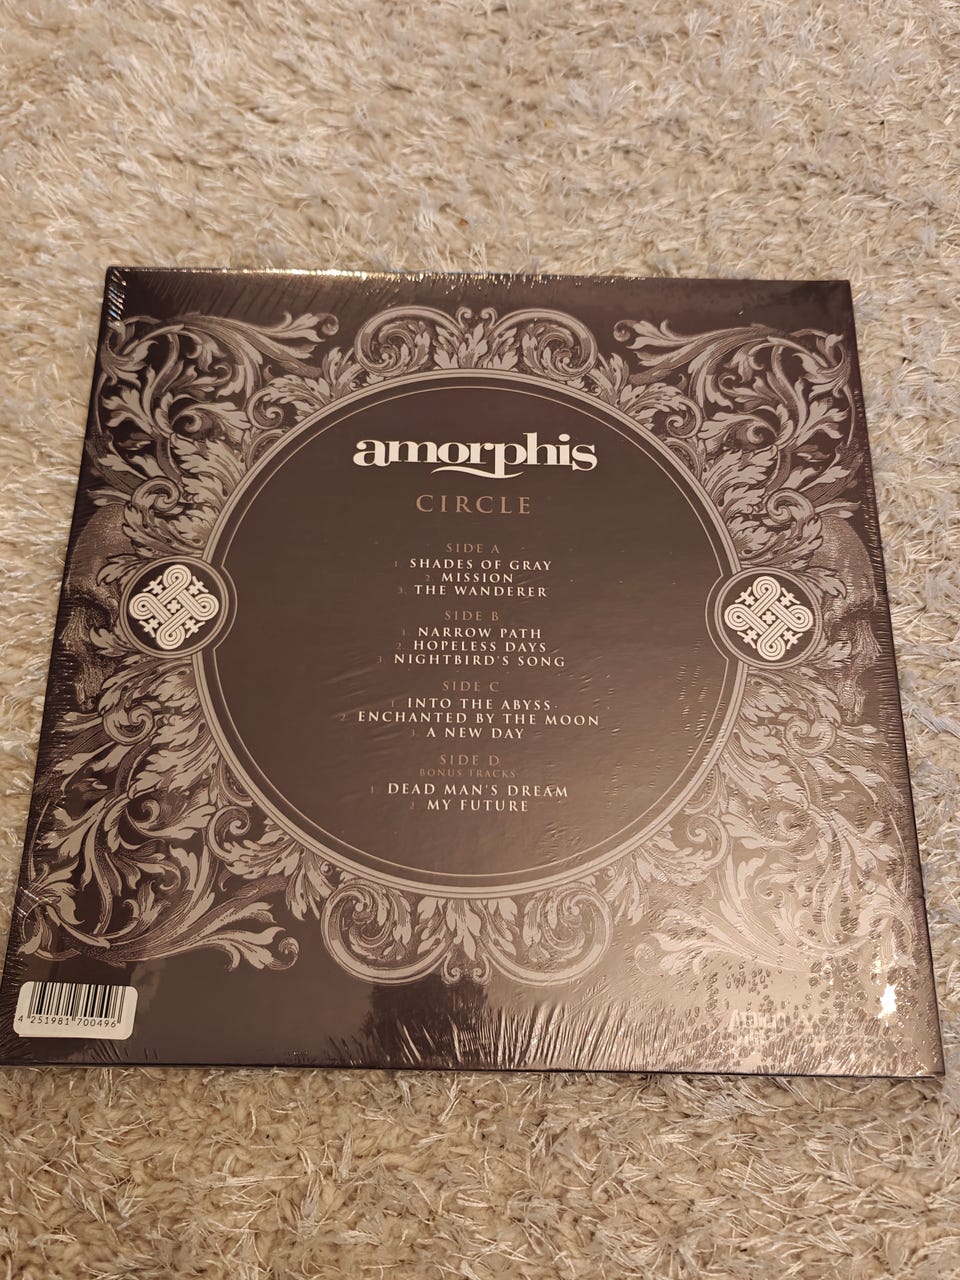 amorphis
CIRCLE
SIDE A
1 SHADES OF GRAY
2 MISSION
3. THE WANDERER
SIDE B
1 NARROW PATH
2. HOPELESS DAYS
3 NIGHTBIRD'S SONG
SIDE C
1. INTO THE ABYSS
2. ENCHANTED BY THE MOON
3 A NEW DAY
SIDE D
BONUS TRACKS
1 DEAD MAN'S DREAM
2 MY FUTURE
4 251981 700496